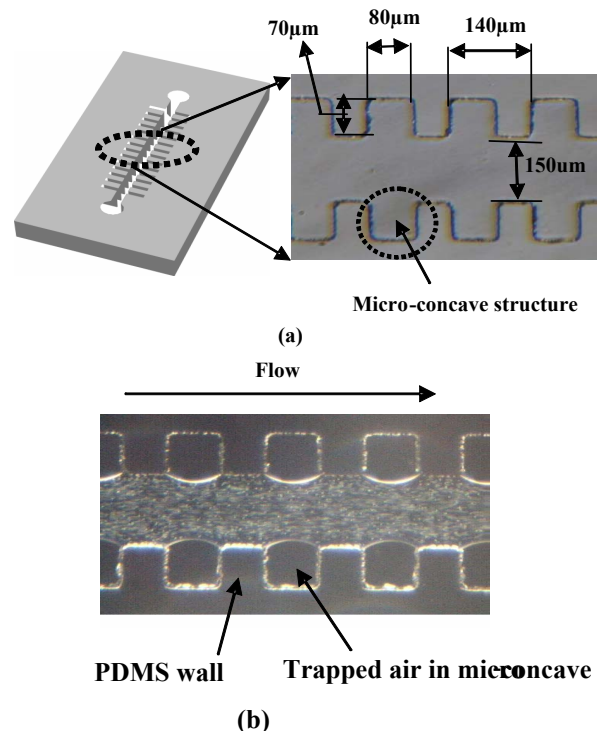 80µm
140µm
70µm
150um
Micro-concave structure
(a)
Flow
PDMS wall
Trapped air in microconcave
(b)